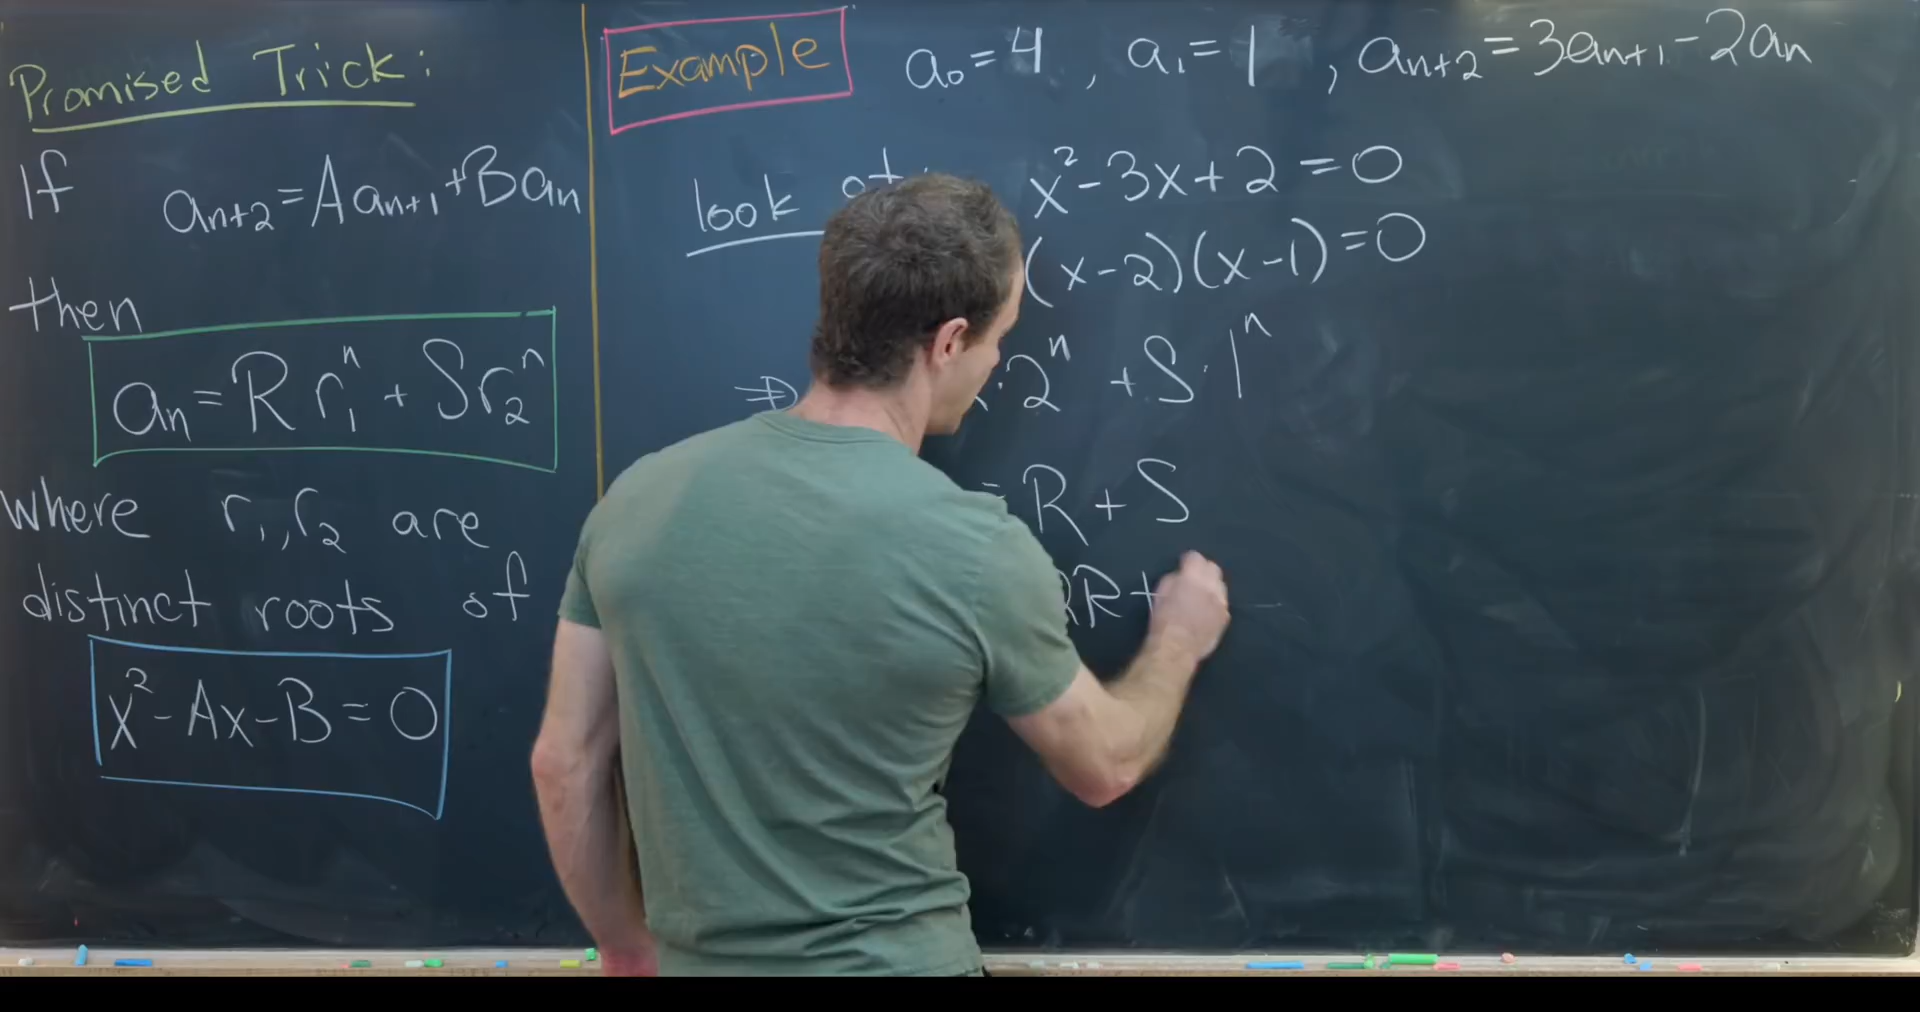 Promised Trick:
If aₙ₊₂ = Aaₙ₊₁ + Baₙ
then
aₙ = R r₁ⁿ + S r₂ⁿ
where r₁, r₂ are
distinct roots of
x² - Ax - B = 0
Example a₀ = 4, a₁ = 1, aₙ₊₂ = 3aₙ₊₁ - 2aₙ
look x² - 3x + 2 = 0
(x - 2)(x - 1) = 0
⇒ · 2ⁿ + S · 1ⁿ
= R + S
R +